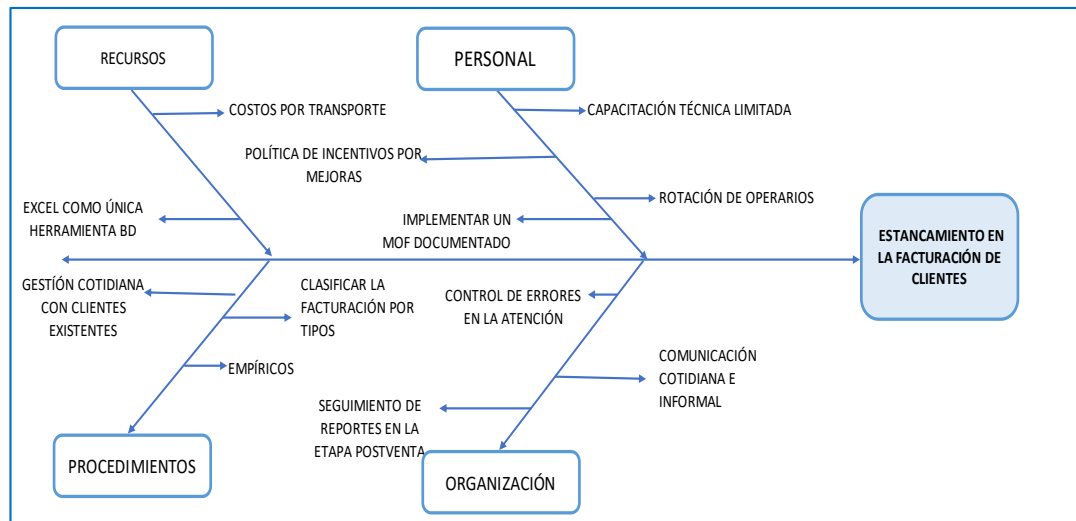 RECURSOS
PERSONAL
COSTOS POR TRANSPORTE
CAPACITACIÓN TÉCNICA LIMITADA
POLÍTICA DE INCENTIVOS POR
MEJORAS
EXCEL COMO ÚNICA
HERRAMIENTA BD
ROTACIÓN DE OPERARIOS
IMPLEMENTAR UN
MOF DOCUMENTADO
ESTANCAMIENTO EN
LA FACTURACIÓN DE
CLIENTES
GESTÍÓN COTIDIANA
CON CLIENTES
EXISTENTES
CLASIFICAR LA
FACTURACIÓN POR
TIPOS
CONTROL DE ERRORES
EN LA ATENCIÓN
EMPÍRICOS
COMUNICACIÓN
COTIDIANA E
INFORMAL
SEGUIMIENTO DE
REPORTES EN LA
ETAPA POSTVENTA
PROCEDIMIENTOS
ORGANIZACIÓN